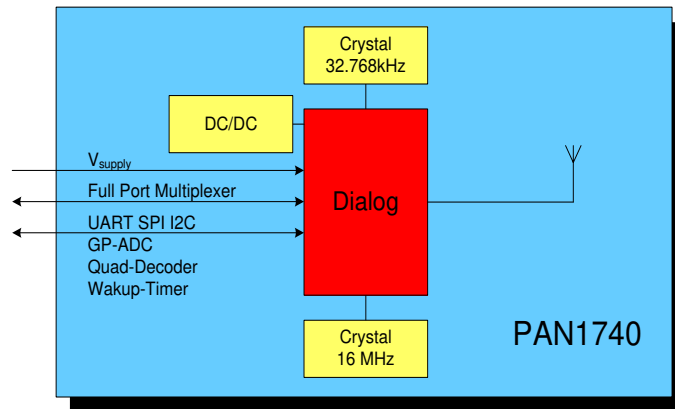 Crystal
32.768kHz
DC/DC
Vsupply
Full Port Multiplexer
Dialog
UART SPI I2C
GP-ADC
Quad-Decoder
Wakup-Timer
Crystal
16 MHz
PAN1740